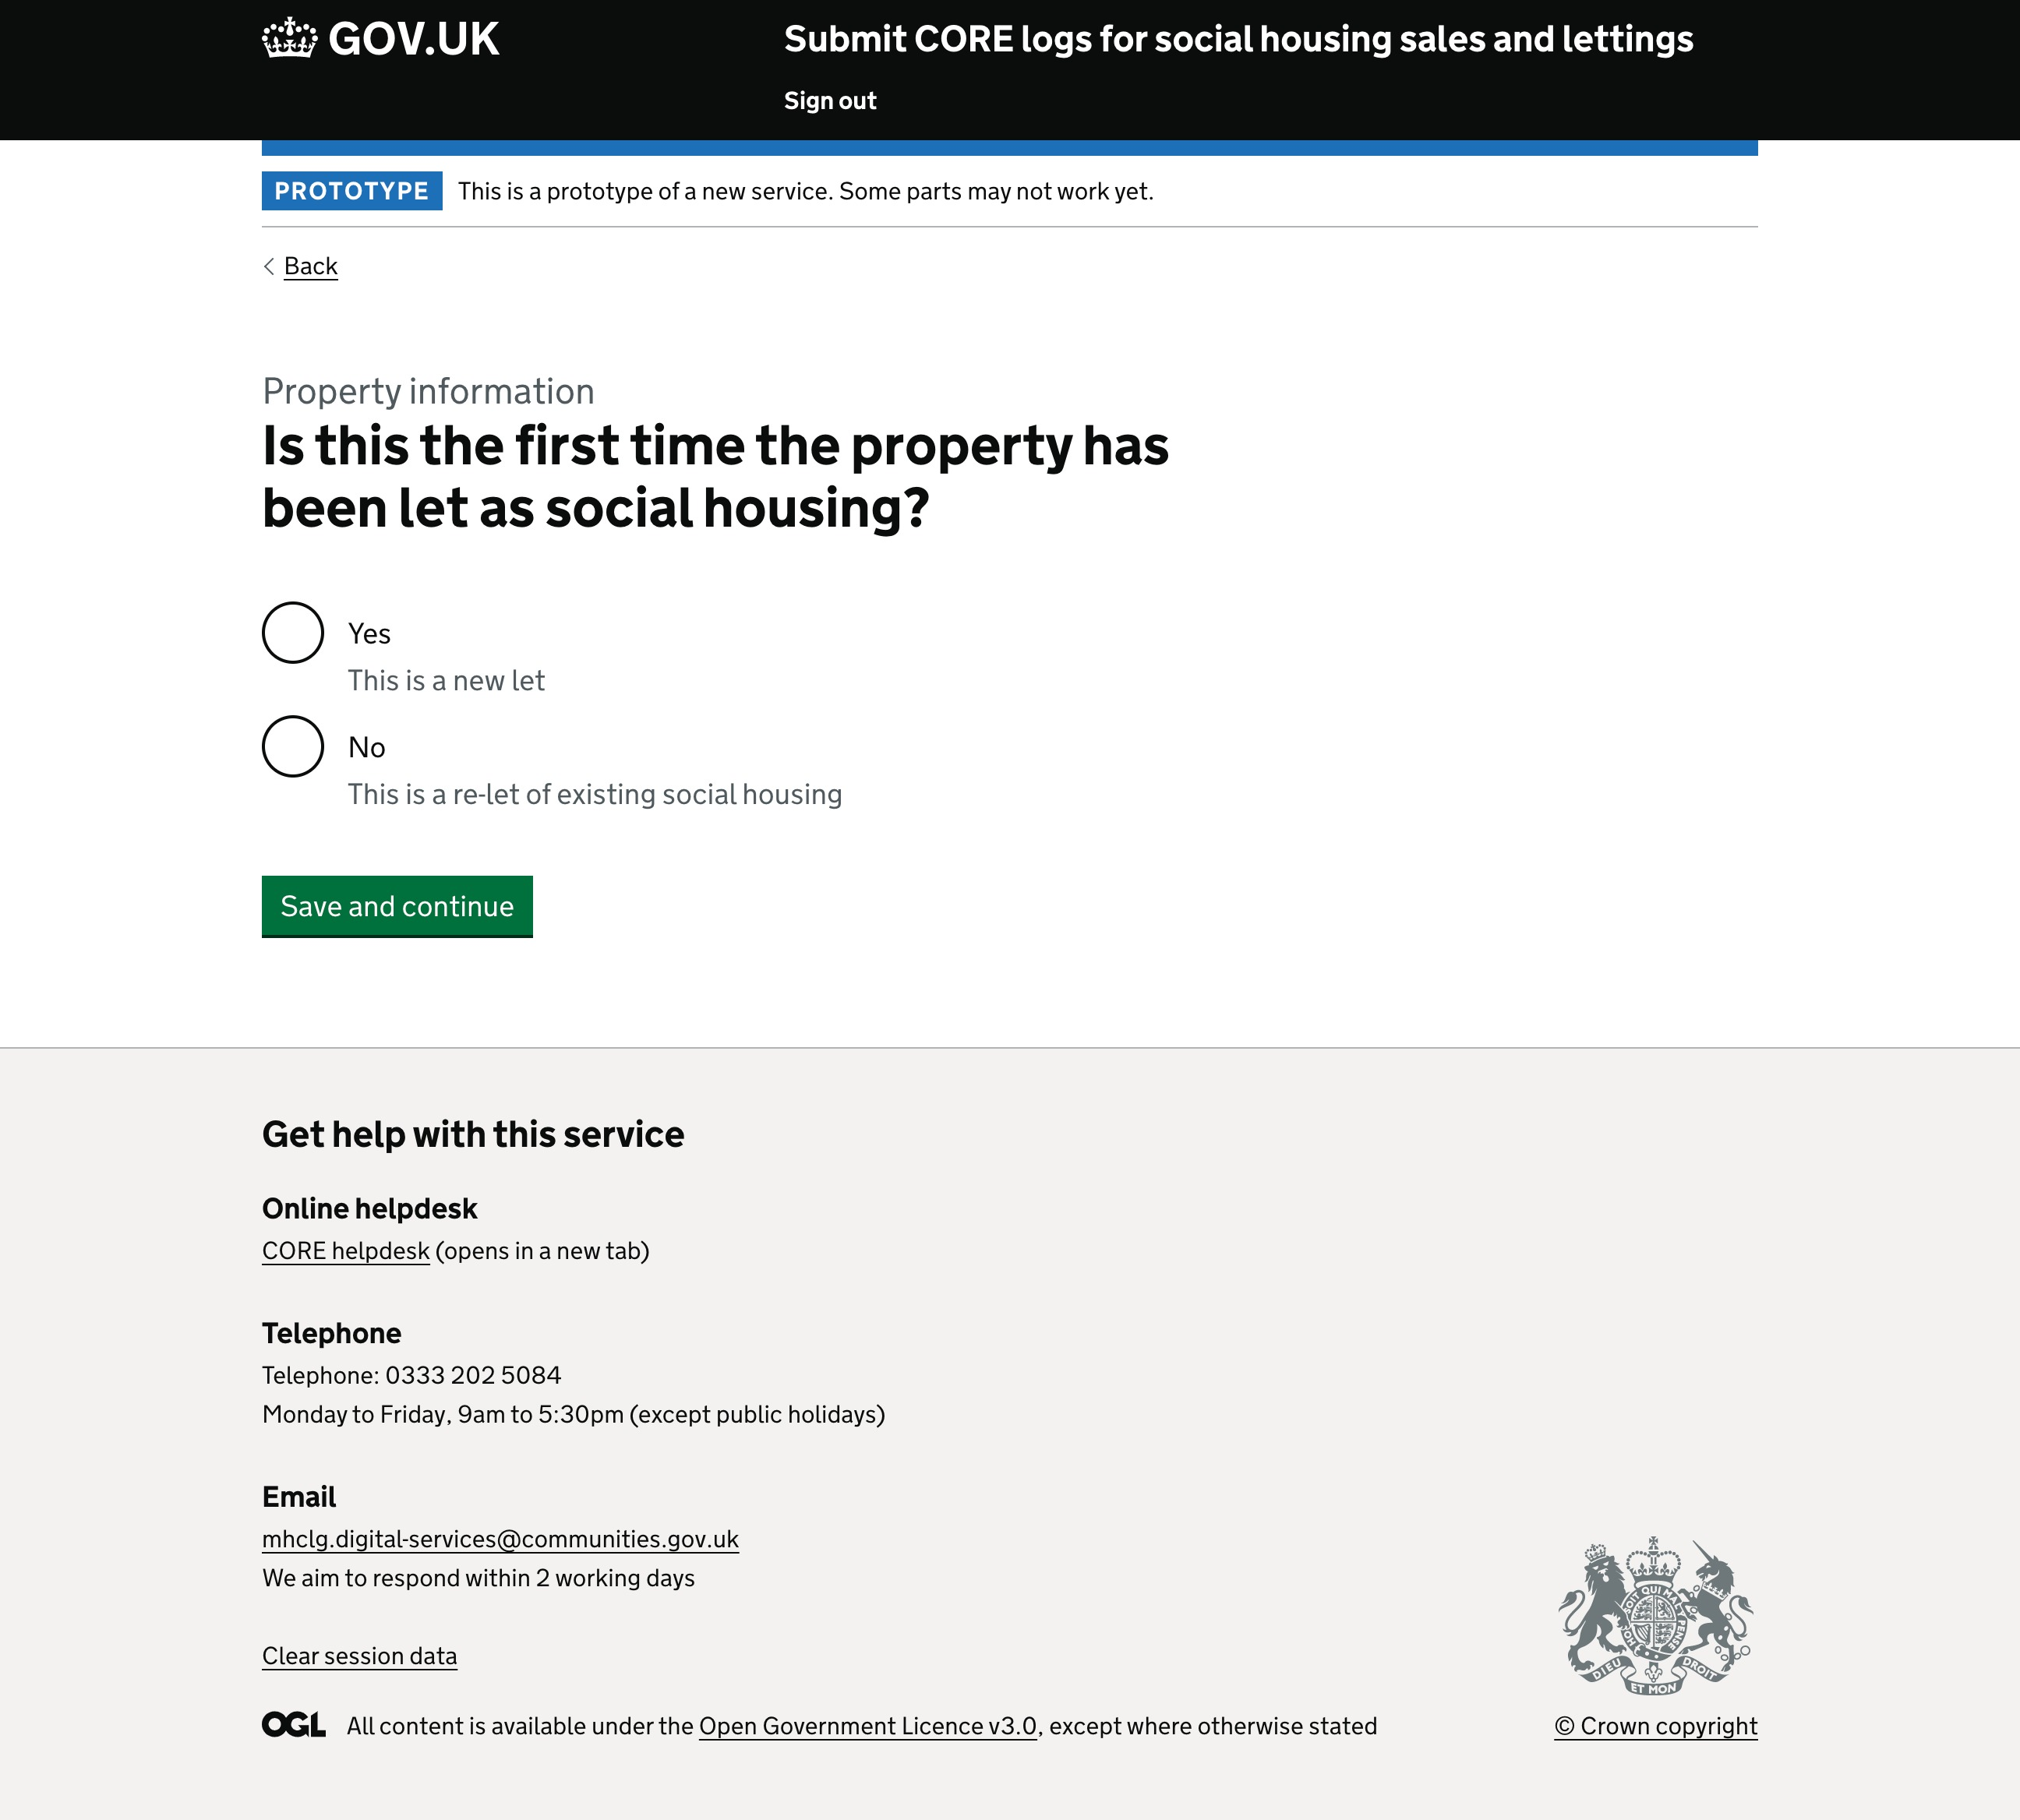 GOV.UK
Submit CORE logs for social housing sales and lettings
Sign out
PROTOTYPE
This is a prototype of a new service. Some parts may not work yet.
Back
Property information
Is this the first time the property has
been let as social housing?
Yes
This is a new let
No
This is a re-let of existing social housing
Save and continue
Get help with this service
Online helpdesk
CORE helpdesk (opens in a new tab)
Telephone
Telephone: 0333 202 5084
Monday to Friday, 9am to 5:30pm (except public holidays)
Email
mhclg.digital-services@communities.gov.uk
We aim to respond within 2 working days
Clear session data
OGL All content is available under the Open Government Licence v3.0, except where otherwise stated
DIEU ET MON DROIT
© Crown copyright